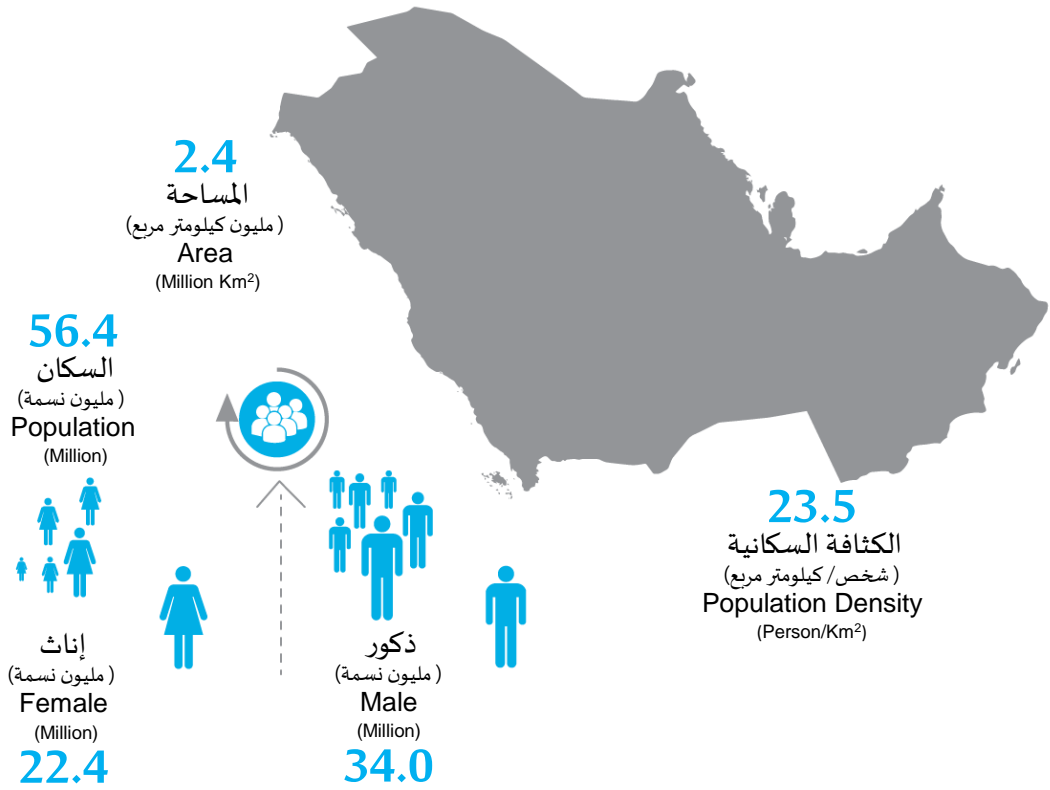 2.4
المساحة
(مليون كيلومتر مربع)
Area
(Million Km²)
56.4
السكان
(مليون نسمة)
Population
(Million)
23.5
الكثافة السكانية
(شخص/ كيلومتر مربع)
Population Density
(Person/Km²)
إناث
(مليون نسمة)
Female
(Million)
22.4
ذكور
(مليون نسمة)
Male
(Million)
34.0